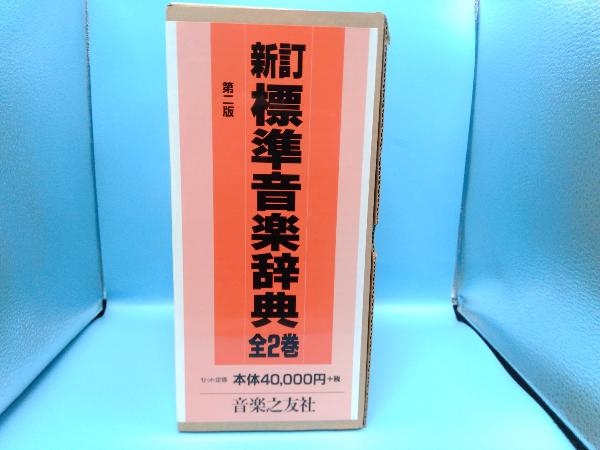 新訂
標準音楽辞典
第二版
全2巻
セット定価 本体40,000円+税
音楽之友社